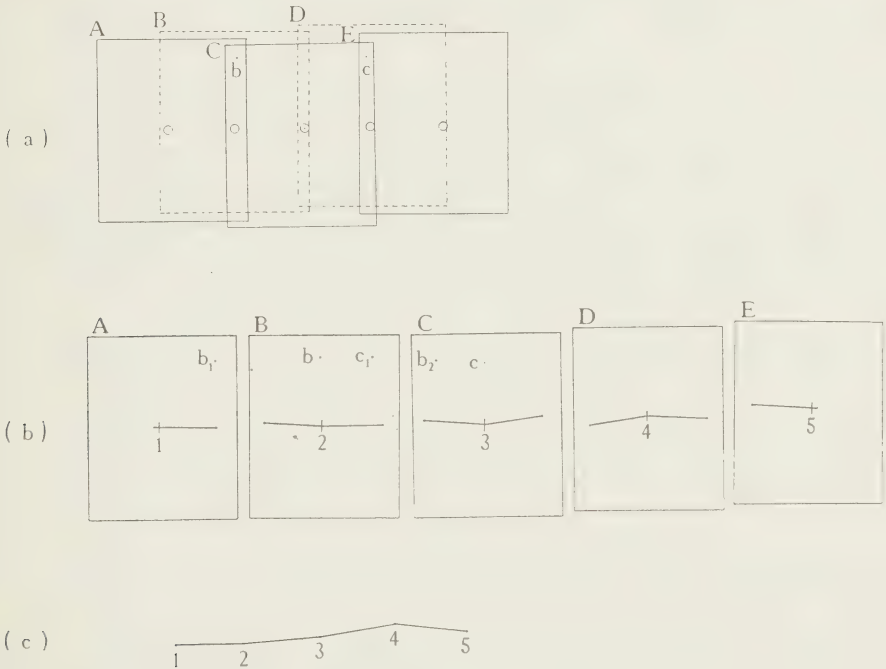 A B C D E
b c
( a )
A B C D E
b₁ b c₁ b₂ c
1 2 3 4 5
( b )
( c )
1 2 3 4 5